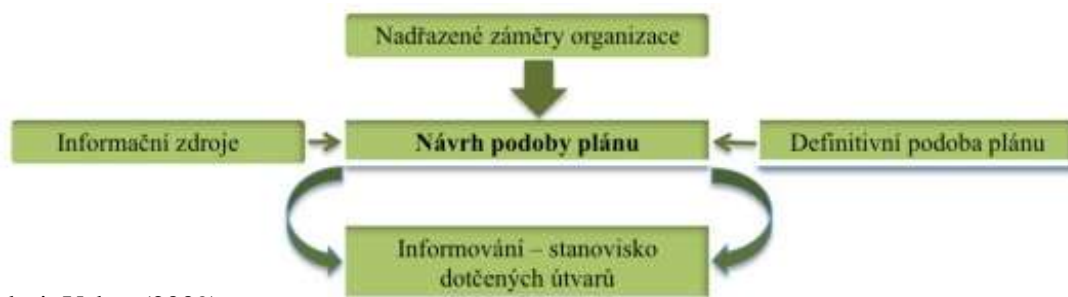 Nadřazené záměry organizace
Informační zdroje
Návrh podoby plánu
Definitivní podoba plánu
Informování – stanovisko
dotčených útvarů